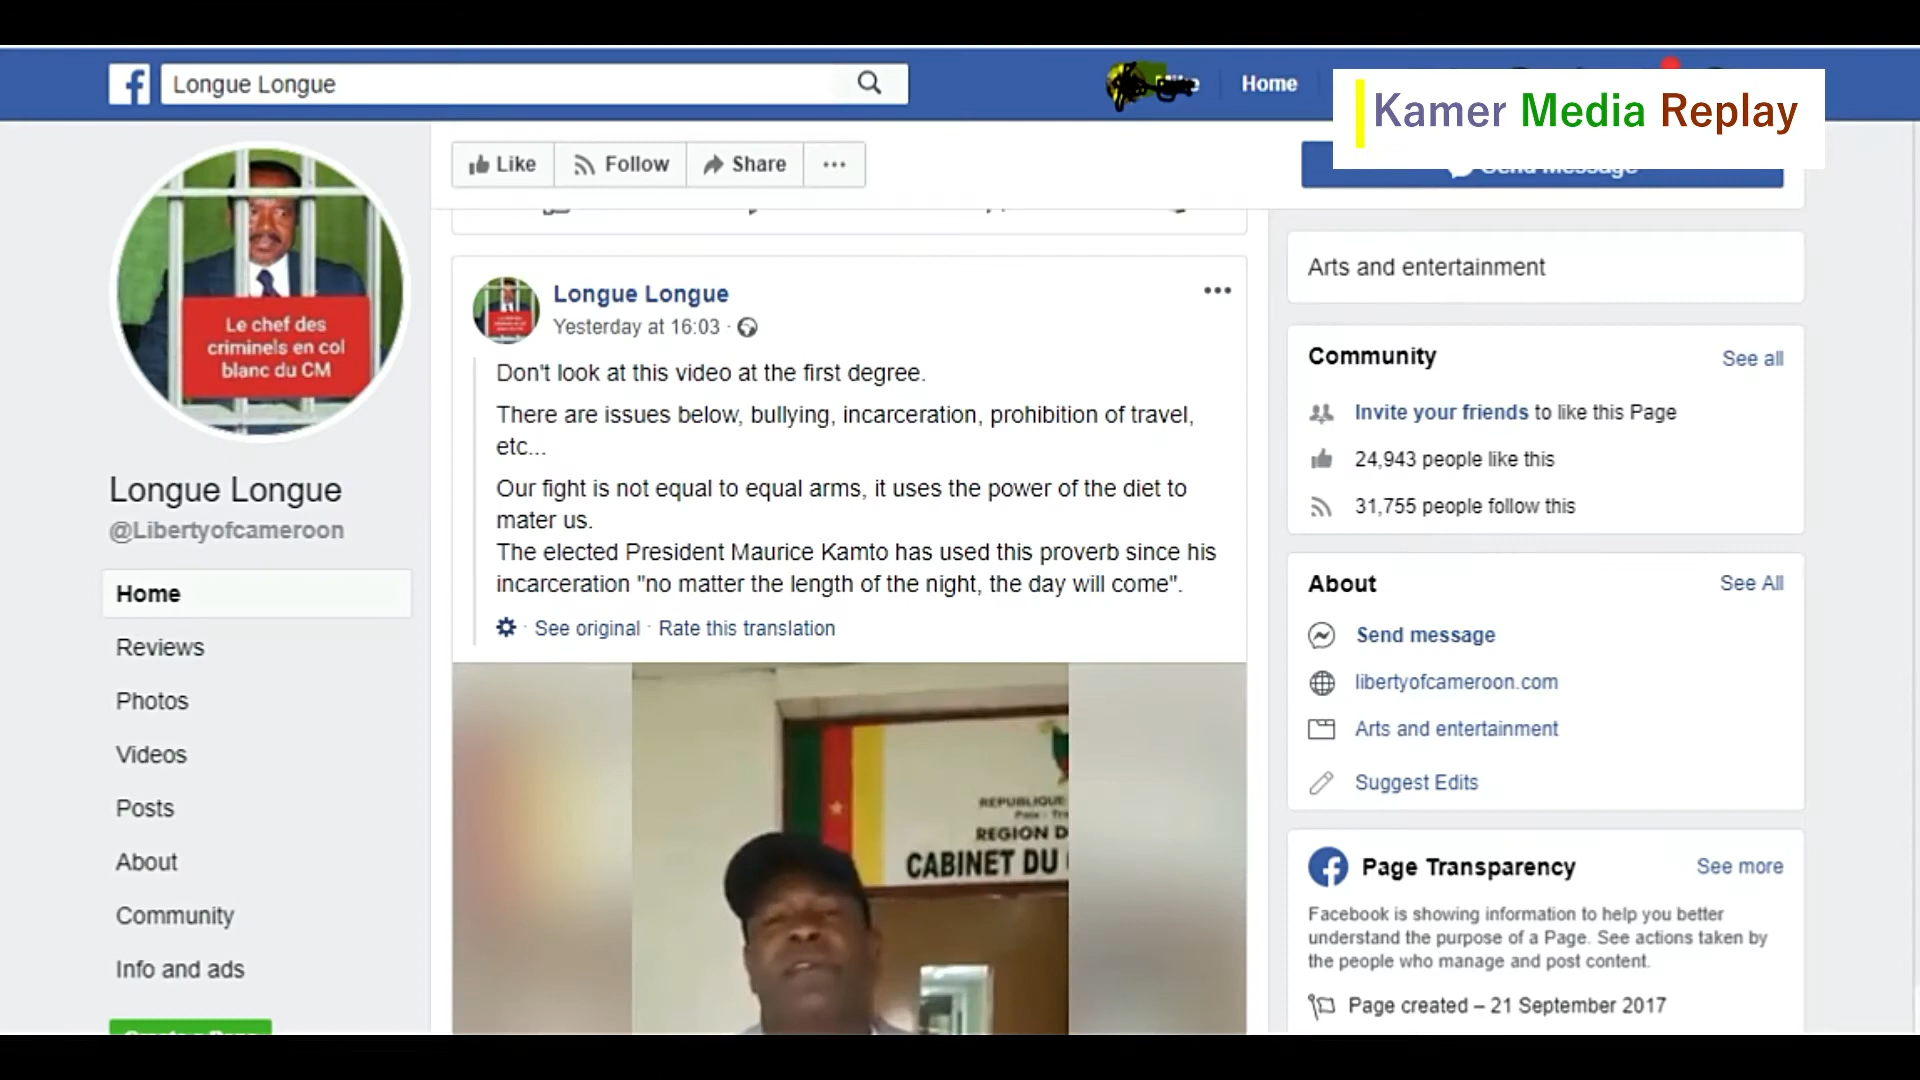 Longue Longue
Home
Kamer Media Replay
Like
Follow
Share
Send Message
Le chef des
criminels en col
blanc du CM
Longue Longue
@Libertyofcameroon
Home
Reviews
Photos
Videos
Posts
About
Community
Info and ads
Longue Longue
Yesterday at 16:03
Don't look at this video at the first degree.
There are issues below, bullying, incarceration, prohibition of travel,
etc...
Our fight is not equal to equal arms, it uses the power of the diet to
mater us.
The elected President Maurice Kamto has used this proverb since his
incarceration "no matter the length of the night, the day will come".
See original · Rate this translation
REPUBLIQUE
REGION D
CABINET DU
Arts and entertainment
Community
See all
Invite your friends to like this Page
24,943 people like this
31,755 people follow this
About
See All
Send message
libertyofcameroon.com
Arts and entertainment
Suggest Edits
Page Transparency
See more
Facebook is showing information to help you better
understand the purpose of a Page. See actions taken by
the people who manage and post content.
Page created – 21 September 2017